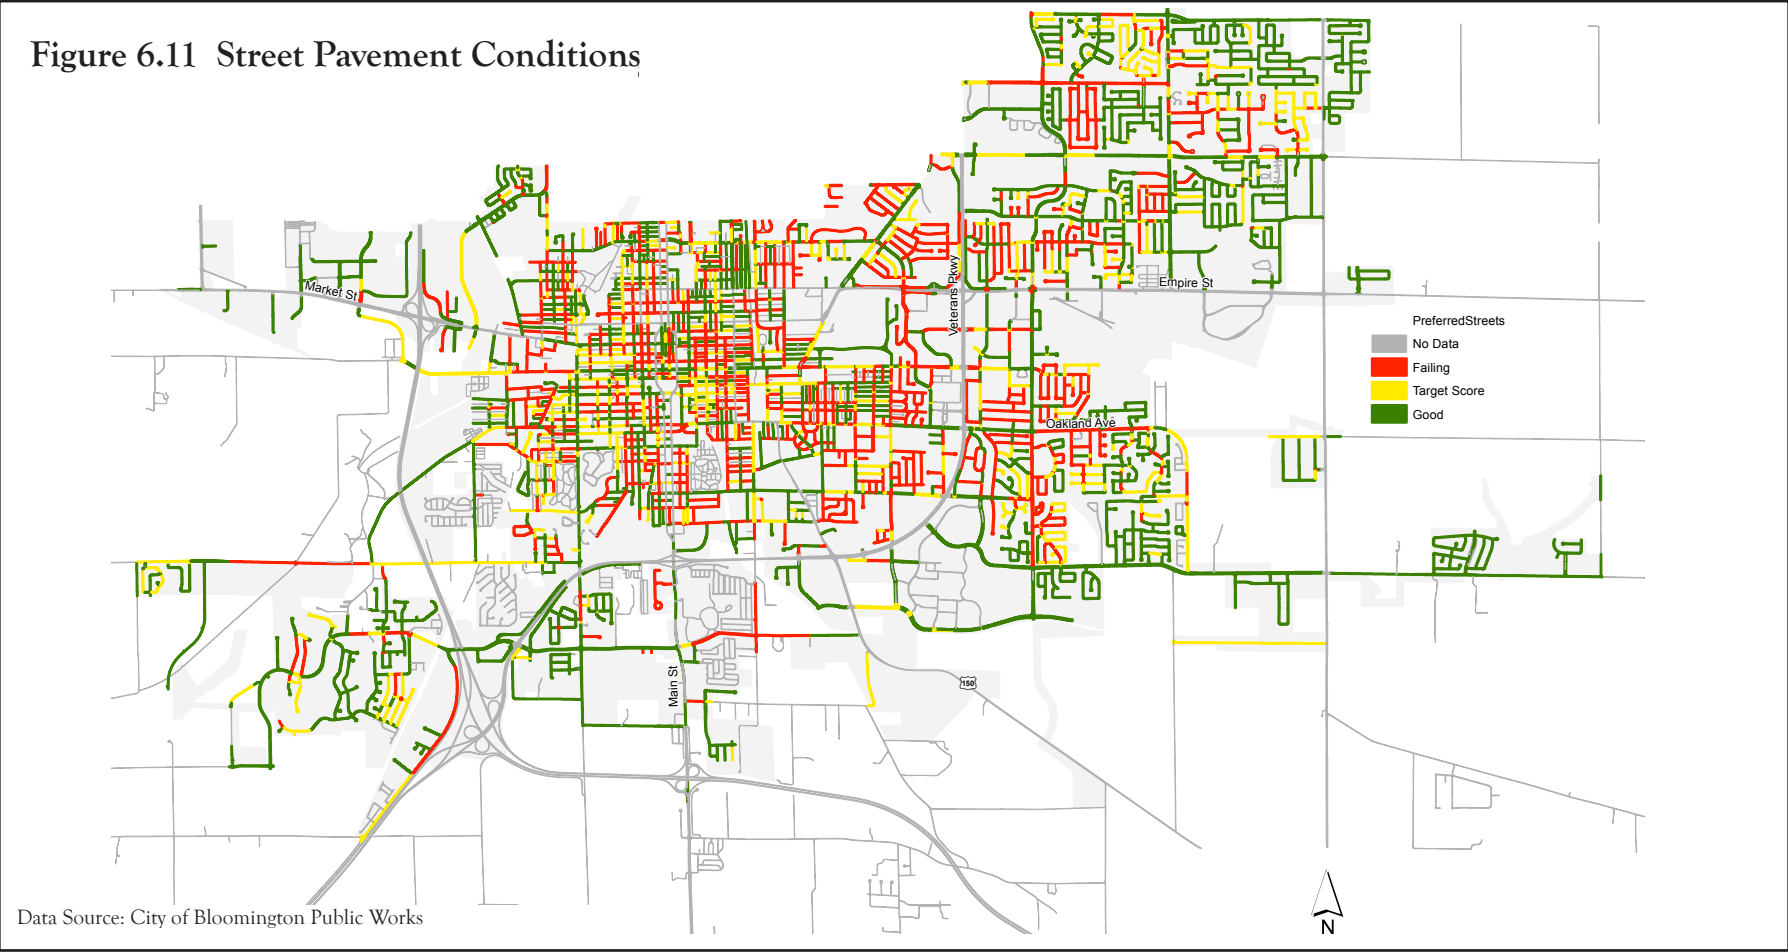 Figure 6.11 Street Pavement Conditions
Market St
Veterans Pkwy
Empire St
PreferredStreets
No Data
Failing
Target Score
Good
Oakland Ave
Main St
150
Data Source: City of Bloomington Public Works
N